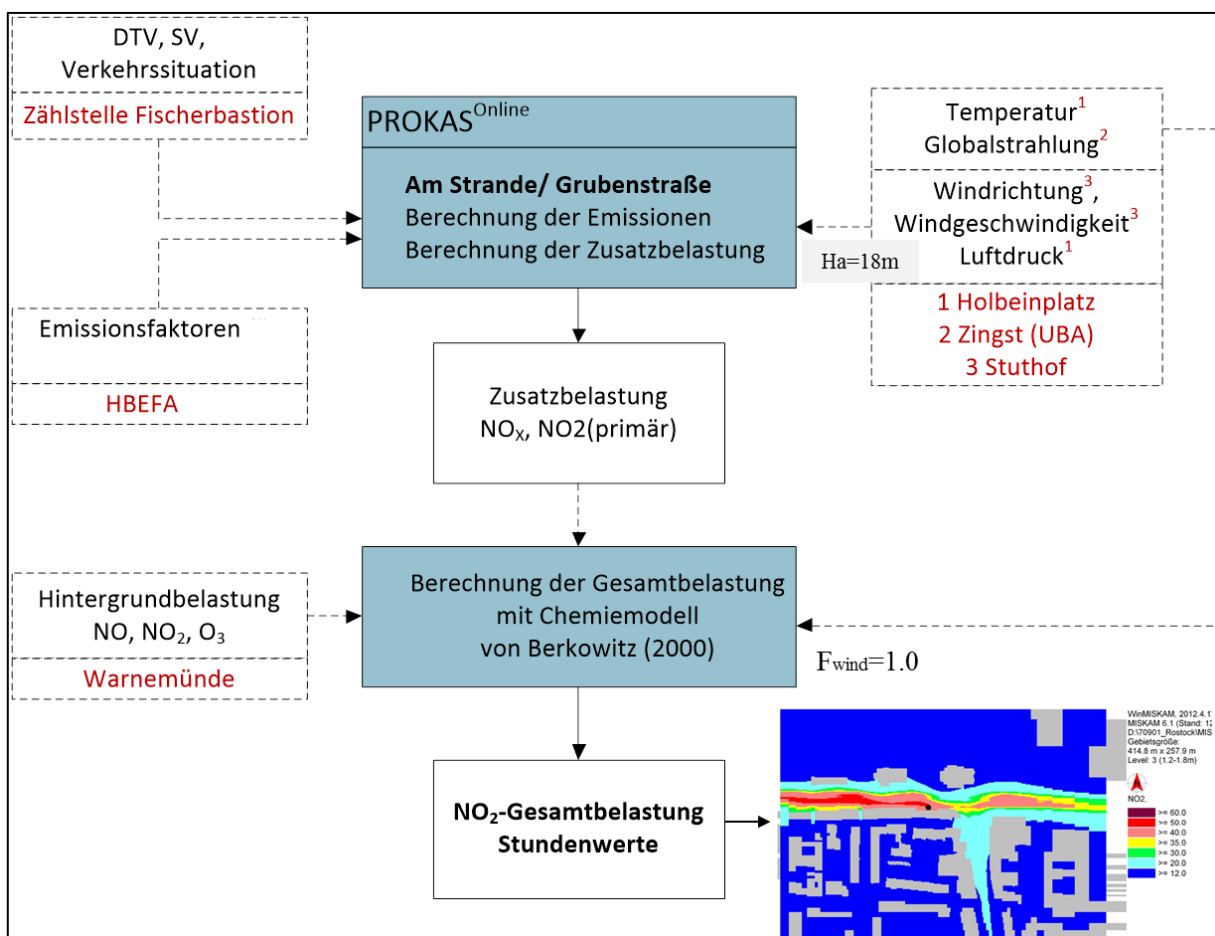 DTV, SV,
Verkehrssituation
Zählstelle Fischerbastion
PROKAS^Online
Am Strande/ Grubenstraße
Berechnung der Emissionen
Berechnung der Zusatzbelastung
Temperatur¹
Globalstrahlung²
Windrichtung³,
Windgeschwindigkeit³
Luftdruck¹
1 Holbeinplatz
2 Zingst (UBA)
3 Stuthof
Ha=18m
Emissionsfaktoren
HBEFA
Zusatzbelastung
NOₓ, NO2(primär)
Hintergrundbelastung
NO, NO₂, O₃
Warnemünde
Berechnung der Gesamtbelastung
mit Chemiemodell
von Berkowitz (2000)
Fwind=1.0
NO₂-Gesamtbelastung
Stundenwerte
WinMISKAM, 2012.4.1
MISKAM 6.1 (Stand: 12
D:\70901_Rostock\MIS
Gebietsgröße:
414.8 m x 257.9 m
Level: 3 (1.2-1.8m)
NO2,
>= 60.0
>= 50.0
>= 40.0
>= 35.0
>= 30.0
>= 20.0
>= 12.0